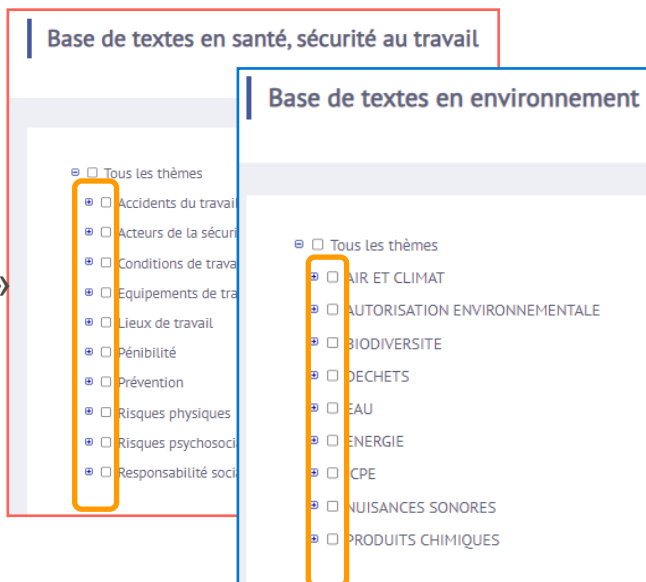 Base de textes en santé, sécurité au travail
Tous les thèmes
Accidents du travail
Acteurs de la sécuri
Conditions de trava
Equipements de tra
Lieux de travail
Pénibilité
Prévention
Risques physiques
Risques psychosoci
Responsabilité soci
Base de textes en environnement
Tous les thèmes
AIR ET CLIMAT
AUTORISATION ENVIRONNEMENTALE
BIODIVERSITE
DECHETS
EAU
ENERGIE
ICPE
NUISANCES SONORES
PRODUITS CHIMIQUES